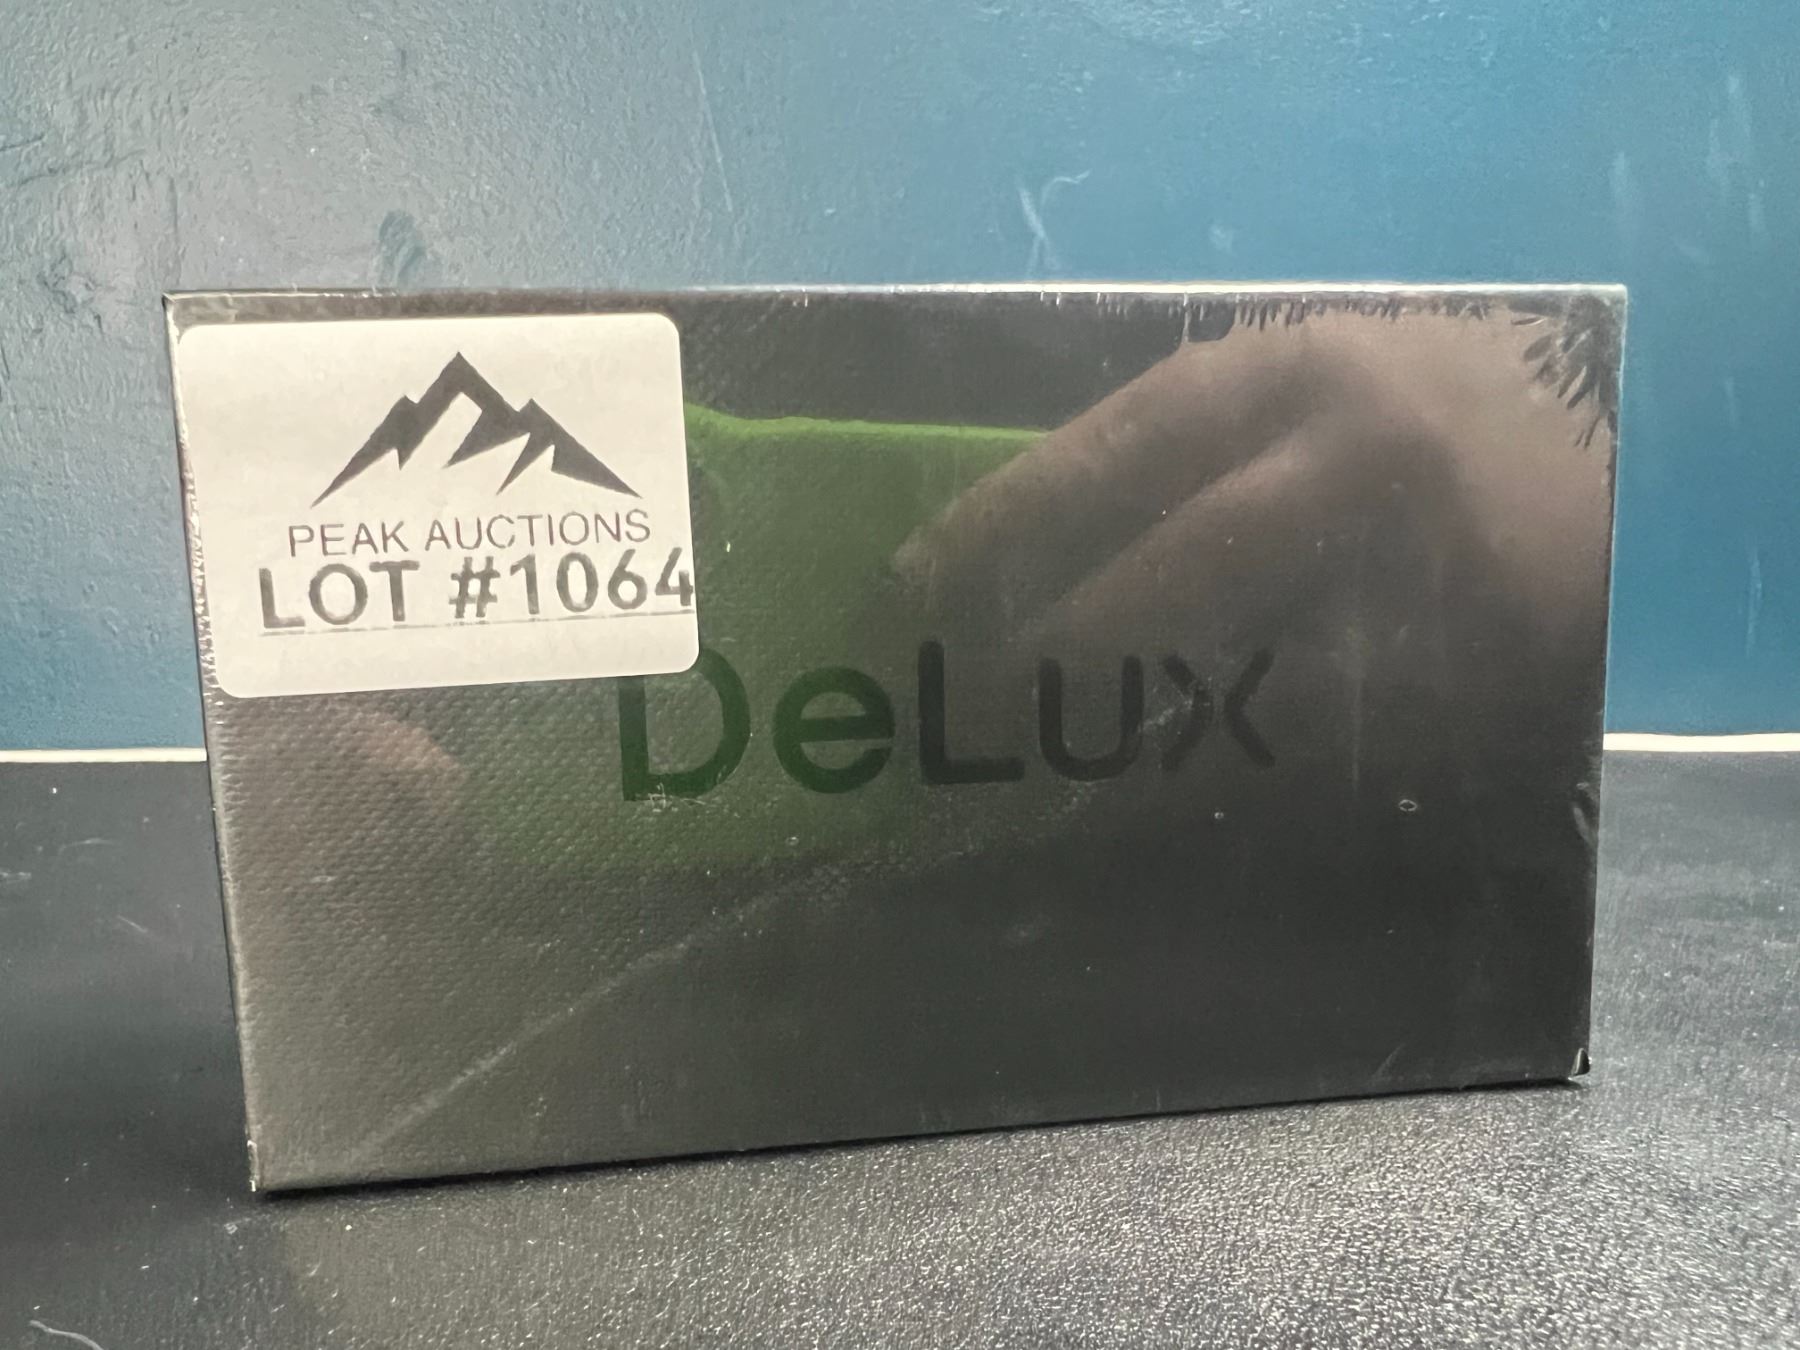 PEAK AUCTIONS
LOT #1064
DeLux